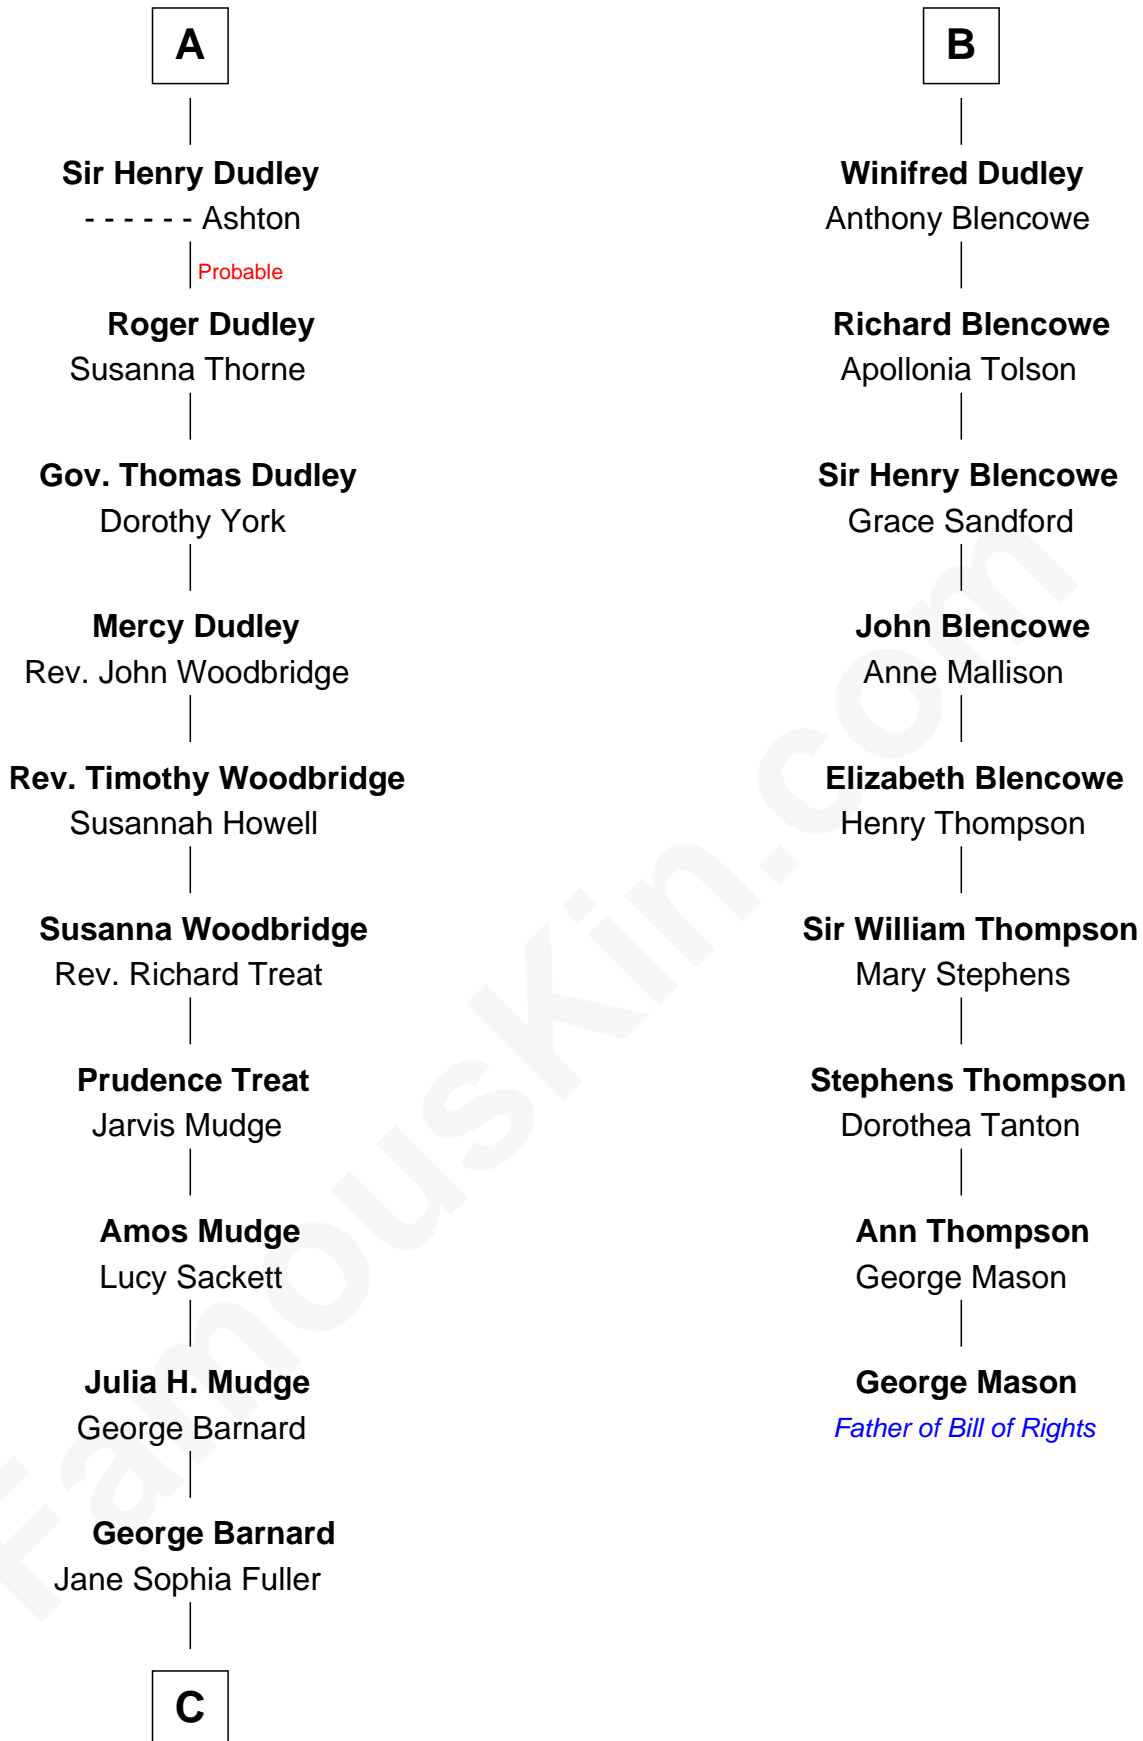 A
Sir Henry Dudley
- - - - - - Ashton
Probable
Roger Dudley
Susanna Thorne
Gov. Thomas Dudley
Dorothy York
Mercy Dudley
Rev. John Woodbridge
Rev. Timothy Woodbridge
Susannah Howell
Susanna Woodbridge
Rev. Richard Treat
Prudence Treat
Jarvis Mudge
Amos Mudge
Lucy Sackett
Julia H. Mudge
George Barnard
George Barnard
Jane Sophia Fuller
C
B
Winifred Dudley
Anthony Blencowe
Richard Blencowe
Apollonia Tolson
Sir Henry Blencowe
Grace Sandford
John Blencowe
Anne Mallison
Elizabeth Blencowe
Henry Thompson
Sir William Thompson
Mary Stephens
Stephens Thompson
Dorothea Tanton
Ann Thompson
George Mason
George Mason
Father of Bill of Rights
FamousKin.com